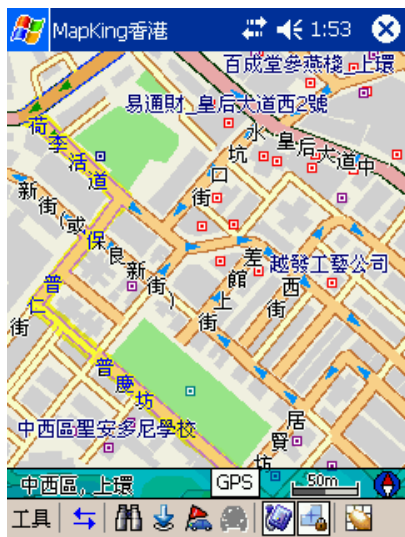 MapKing香港 1:53
百成堂參燕棧_上環
易通財_皇后大道西2號
荷李活道
水坑口街
皇后大道中
新街(或保良新街)
普仁街
差館上街
西街
越發工藝公司
普慶坊
居賢坊
中西區聖安多尼學校
中西區, 上環 GPS 50m
工具